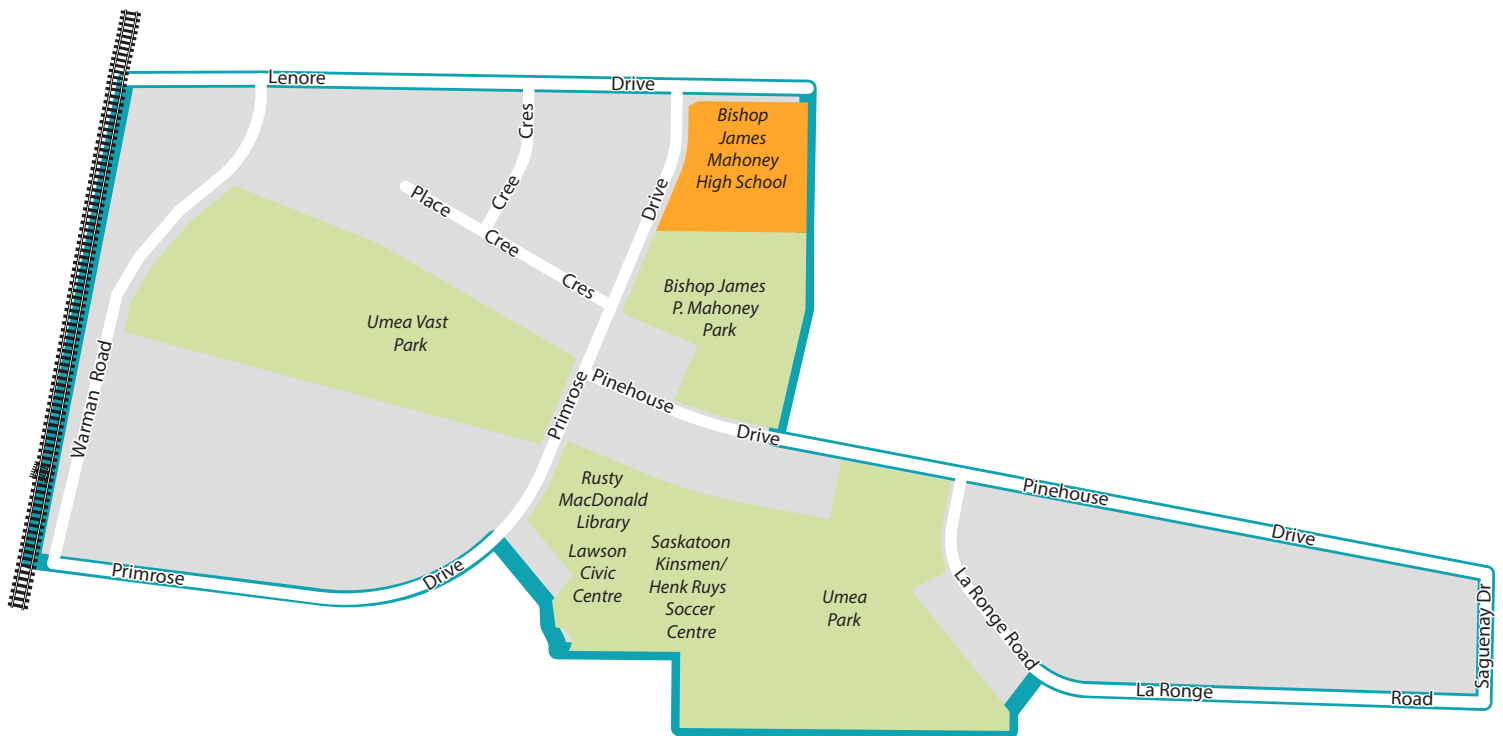 Lenore Drive
Bishop
James
Mahoney
High School
Cres
Cree
Place
Cree
Cres
Drive
Bishop James
P. Mahoney
Park
Umea Vast
Park
Warman Road
Primrose
Pinehouse
Drive
Pinehouse
Drive
Rusty
MacDonald
Library
Lawson
Civic
Centre
Saskatoon
Kinsmen/
Henk Ruys
Soccer
Centre
Umea
Park
Primrose
Drive
La Ronge Road
La Ronge
Road
Saguenay Dr